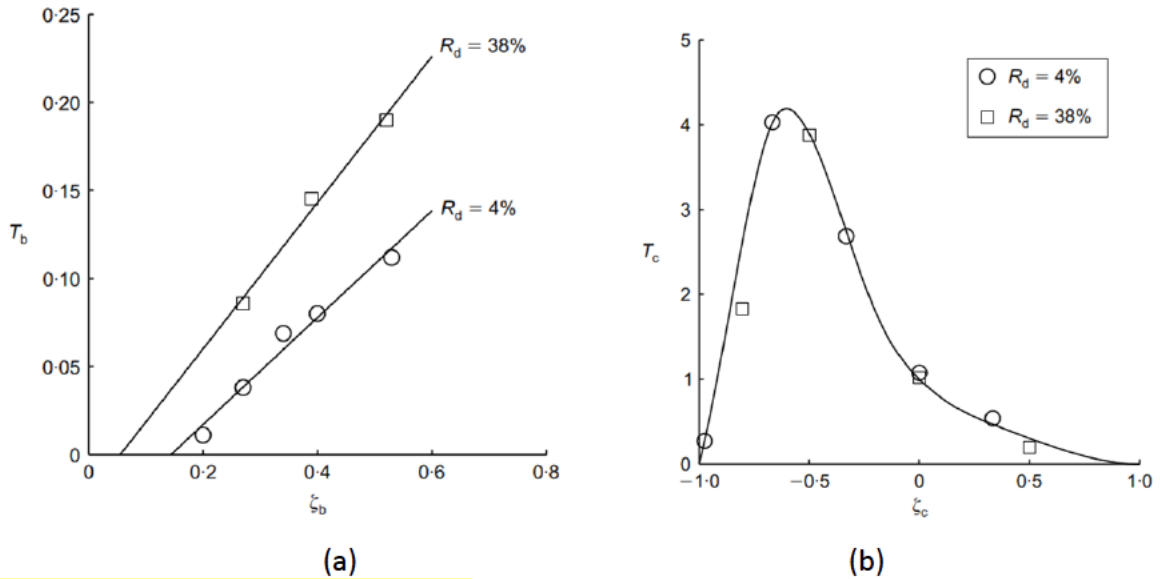 0·25
0·20
0·15
T_b
0·10
0·05
0
0
0·2
0·4
0·6
0·8
ζ_b
R_d = 38%
R_d = 4%
(a)
5
4
3
T_c
2
1
0
−1·0
−0·5
0
0·5
1·0
ζ_c
R_d = 4%
R_d = 38%
(b)